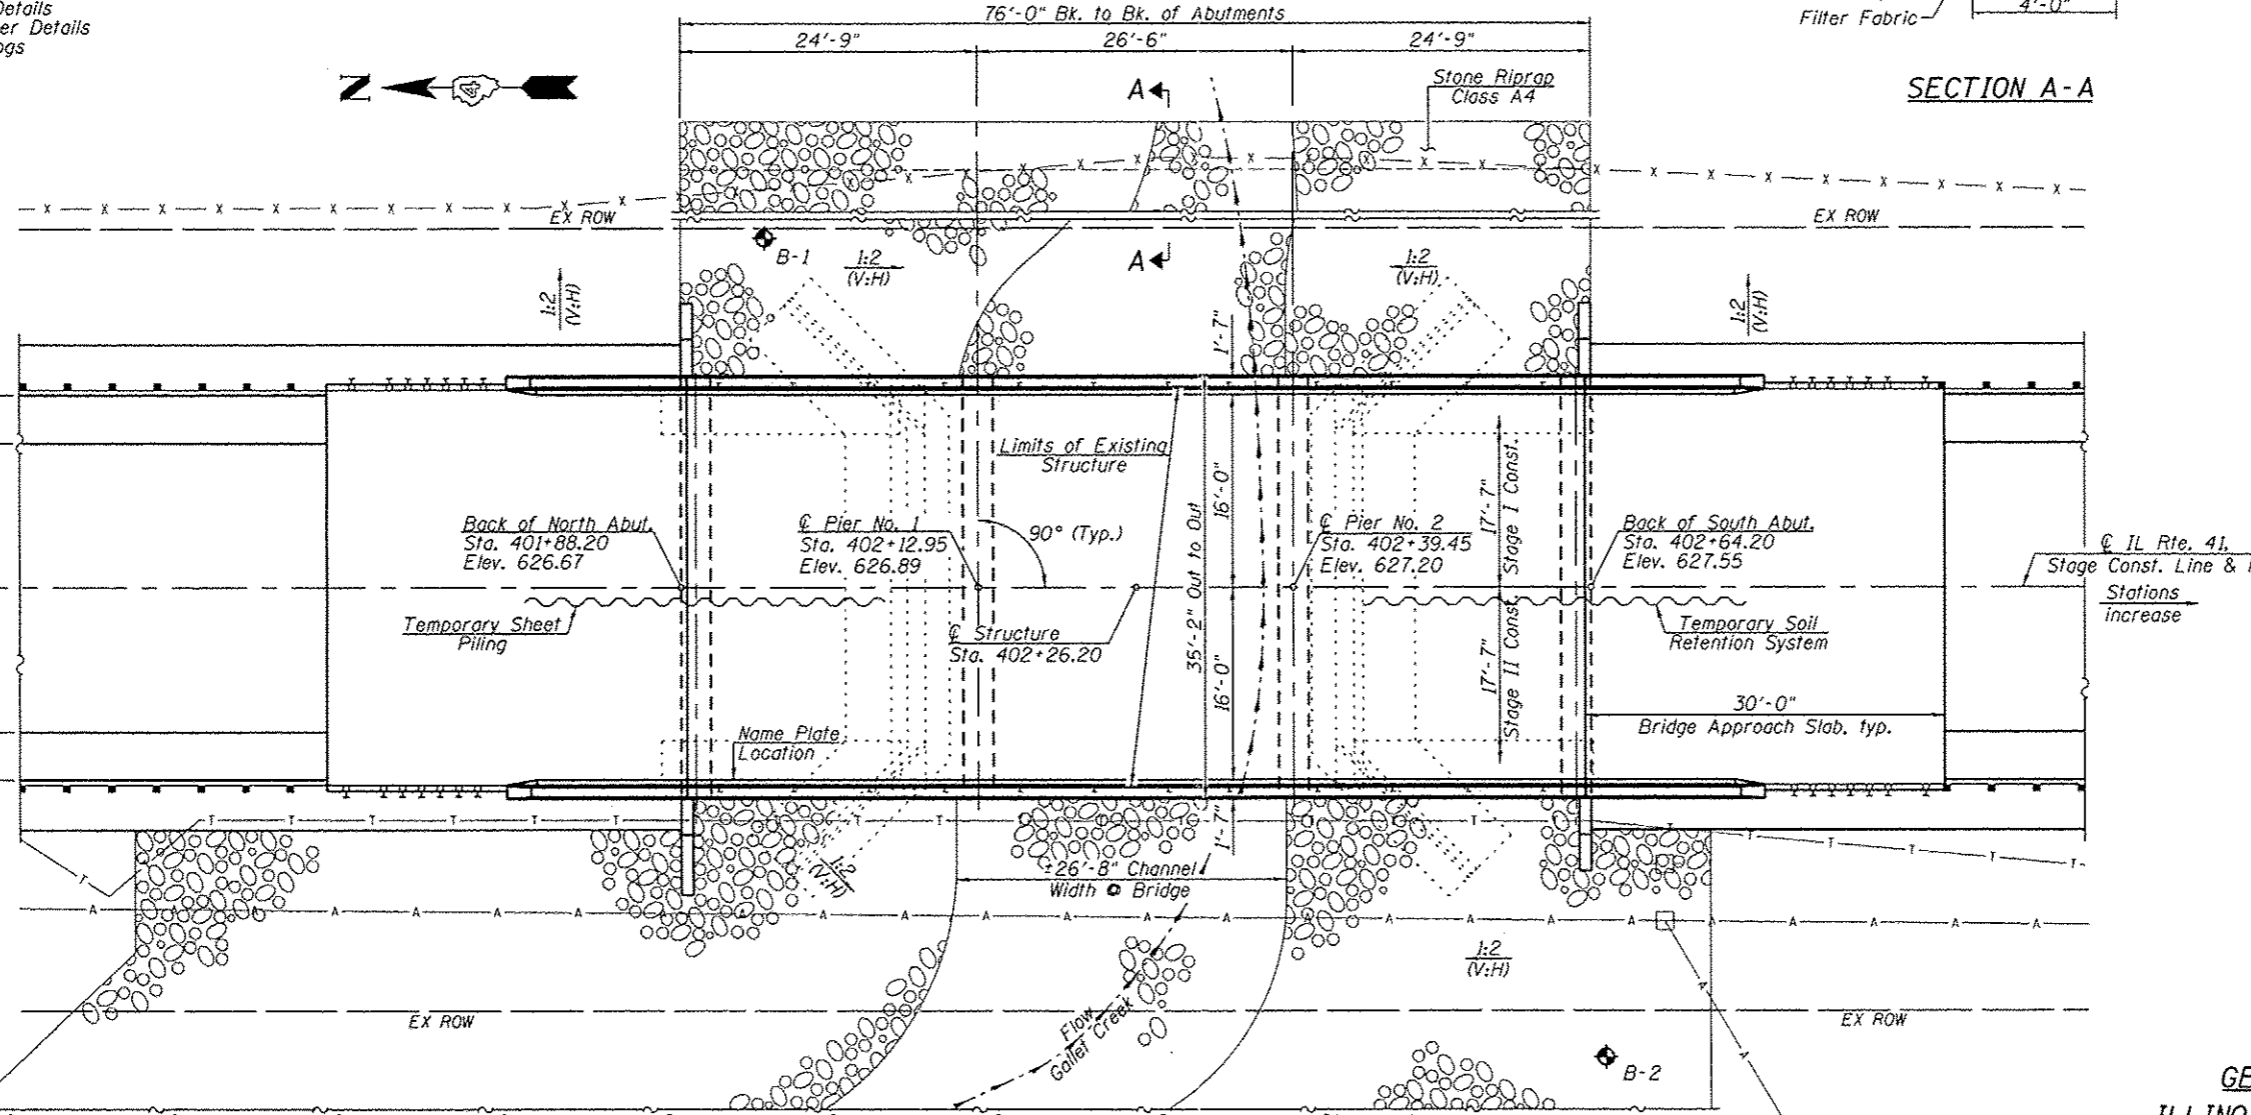 Details
er Details
ogs
76'-0" Bk. to Bk. of Abutments
24'-9"
26'-6"
24'-9"
Filter Fabric
4'-0"
SECTION A-A
N
A
Stone Riprap
Class A4
EX ROW
EX ROW
B-1
1:2
(V:H)
A
1:2
(V:H)
1:2
(V:H)
1:2
(V:H)
1'-7"
Limits of Existing
Structure
16'-0"
17'-7"
Stage I Const.
Back of North Abut.
Sta. 401+88.20
Elev. 626.67
℄ Pier No. 1
Sta. 402+12.95
Elev. 626.89
90° (Typ.)
35'-2" Out to Out
℄ Pier No. 2
Sta. 402+39.45
Elev. 627.20
Back of South Abut.
Sta. 402+64.20
Elev. 627.55
℄ IL Rte. 41,
Stage Const. Line &
Stations
increase
Temporary Sheet
Piling
℄ Structure
Sta. 402+26.20
16'-0"
17'-7"
Stage II Const.
Temporary Soil
Retention System
30'-0"
Bridge Approach Slab, typ.
Name Plate
Location
1'-7"
1:2
(V:H)
±26'-8" Channel
Width @ Bridge
1:2
(V:H)
EX ROW
Flow
Gallet Creek
EX ROW
B-2
GE
ILLINO